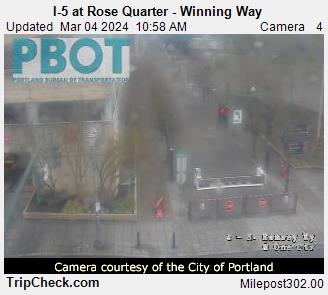 I-5 at Rose Quarter - Winning Way
Updated Mar 04 2024 10:58 AM Camera 4
PBOT
PORTLAND BUREAU OF TRANSPORTATION
Camera courtesy of the City of Portland
TripCheck.com Milepost302.00